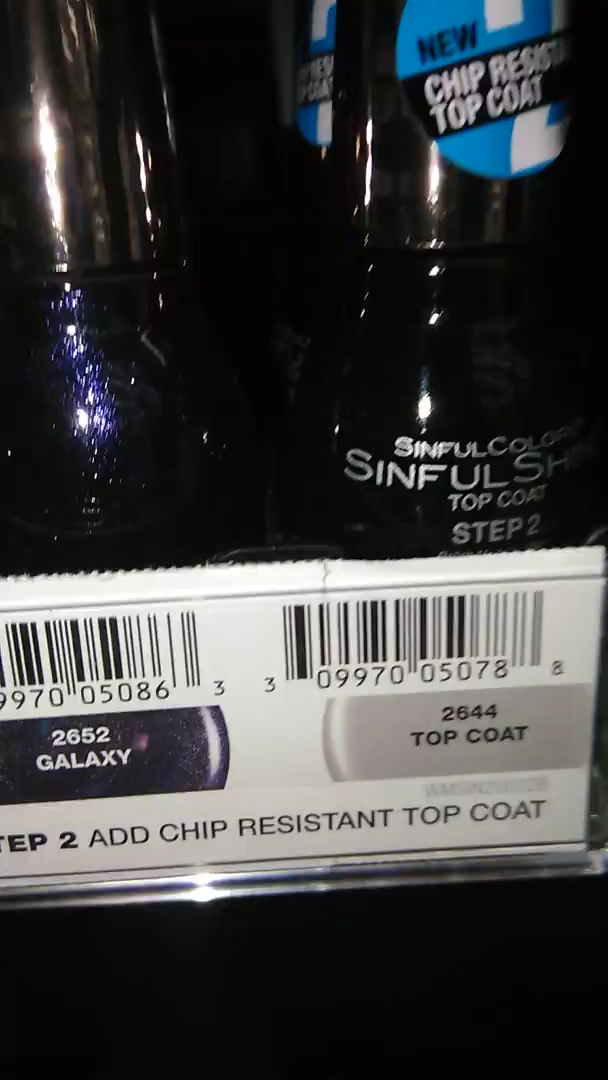 NEW
CHIP RESIST
TOP COAT
SINFULCOLO
SINFULSH
TOP COAT
STEP 2
9970 05086 3
3 09970 05078 8
2652
GALAXY
2644
TOP COAT
TEP 2 ADD CHIP RESISTANT TOP COAT